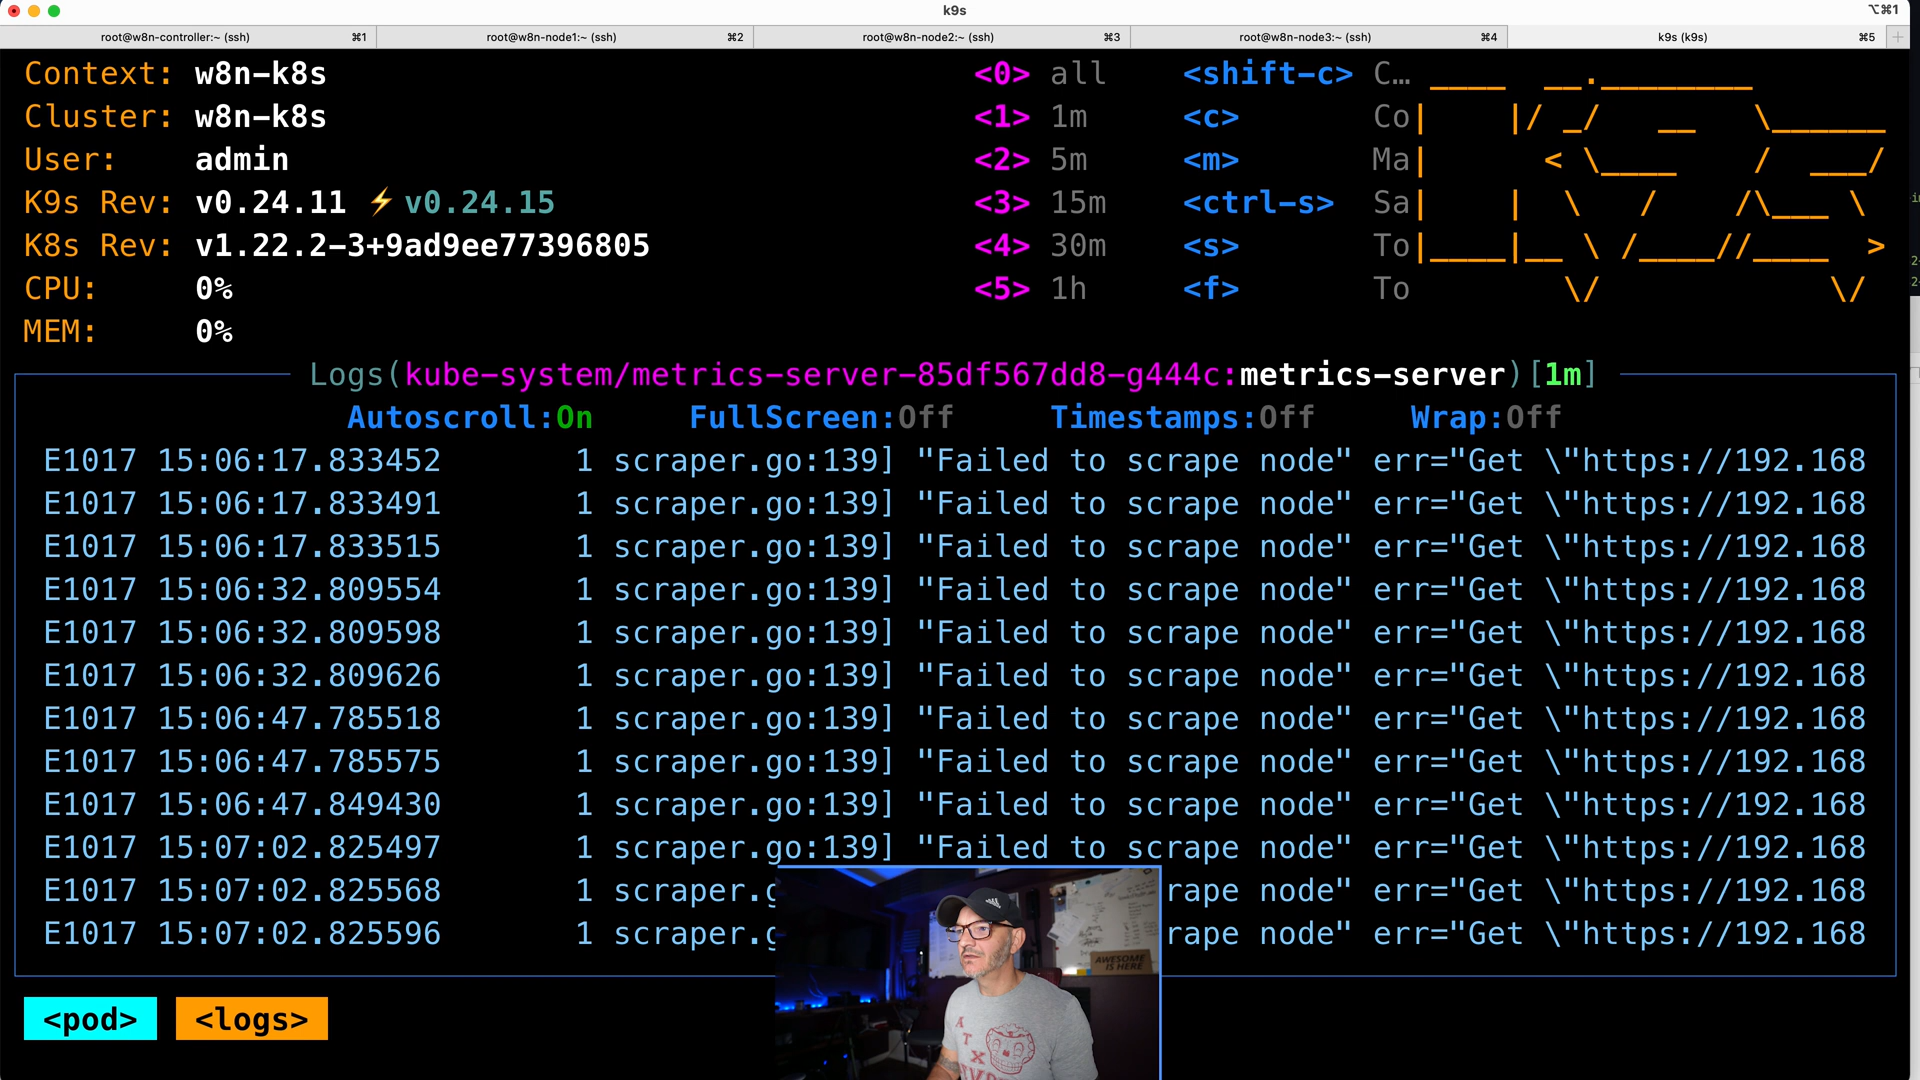 k9s
⌥⌘1
root@w8n-controller:~ (ssh) ⌘1 root@w8n-node1:~ (ssh) ⌘2 root@w8n-node2:~ (ssh) ⌘3 root@w8n-node3:~ (ssh) ⌘4 k9s (k9s) ⌘5
Context: w8n-k8s <0> all <shift-c> C…
Cluster: w8n-k8s <1> 1m <c> Co
User: admin <2> 5m <m> Ma
K9s Rev: v0.24.11 ⚡v0.24.15 <3> 15m <ctrl-s> Sa
K8s Rev: v1.22.2-3+9ad9ee77396805 <4> 30m <s> To
CPU: 0% <5> 1h <f> To
MEM: 0%
Logs(kube-system/metrics-server-85df567dd8-g444c:metrics-server)[1m]
Autoscroll:On FullScreen:Off Timestamps:Off Wrap:Off
E1017 15:06:17.833452 1 scraper.go:139] "Failed to scrape node" err="Get \"https://192.168
E1017 15:06:17.833491 1 scraper.go:139] "Failed to scrape node" err="Get \"https://192.168
E1017 15:06:17.833515 1 scraper.go:139] "Failed to scrape node" err="Get \"https://192.168
E1017 15:06:32.809554 1 scraper.go:139] "Failed to scrape node" err="Get \"https://192.168
E1017 15:06:32.809598 1 scraper.go:139] "Failed to scrape node" err="Get \"https://192.168
E1017 15:06:32.809626 1 scraper.go:139] "Failed to scrape node" err="Get \"https://192.168
E1017 15:06:47.785518 1 scraper.go:139] "Failed to scrape node" err="Get \"https://192.168
E1017 15:06:47.785575 1 scraper.go:139] "Failed to scrape node" err="Get \"https://192.168
E1017 15:06:47.849430 1 scraper.go:139] "Failed to scrape node" err="Get \"https://192.168
E1017 15:07:02.825497 1 scraper.go:139] "Failed to scrape node" err="Get \"https://192.168
E1017 15:07:02.825568 1 scraper.g rape node" err="Get \"https://192.168
E1017 15:07:02.825596 1 scraper.g rape node" err="Get \"https://192.168
AWESOME
IS HERE
ATX
<pod> <logs>